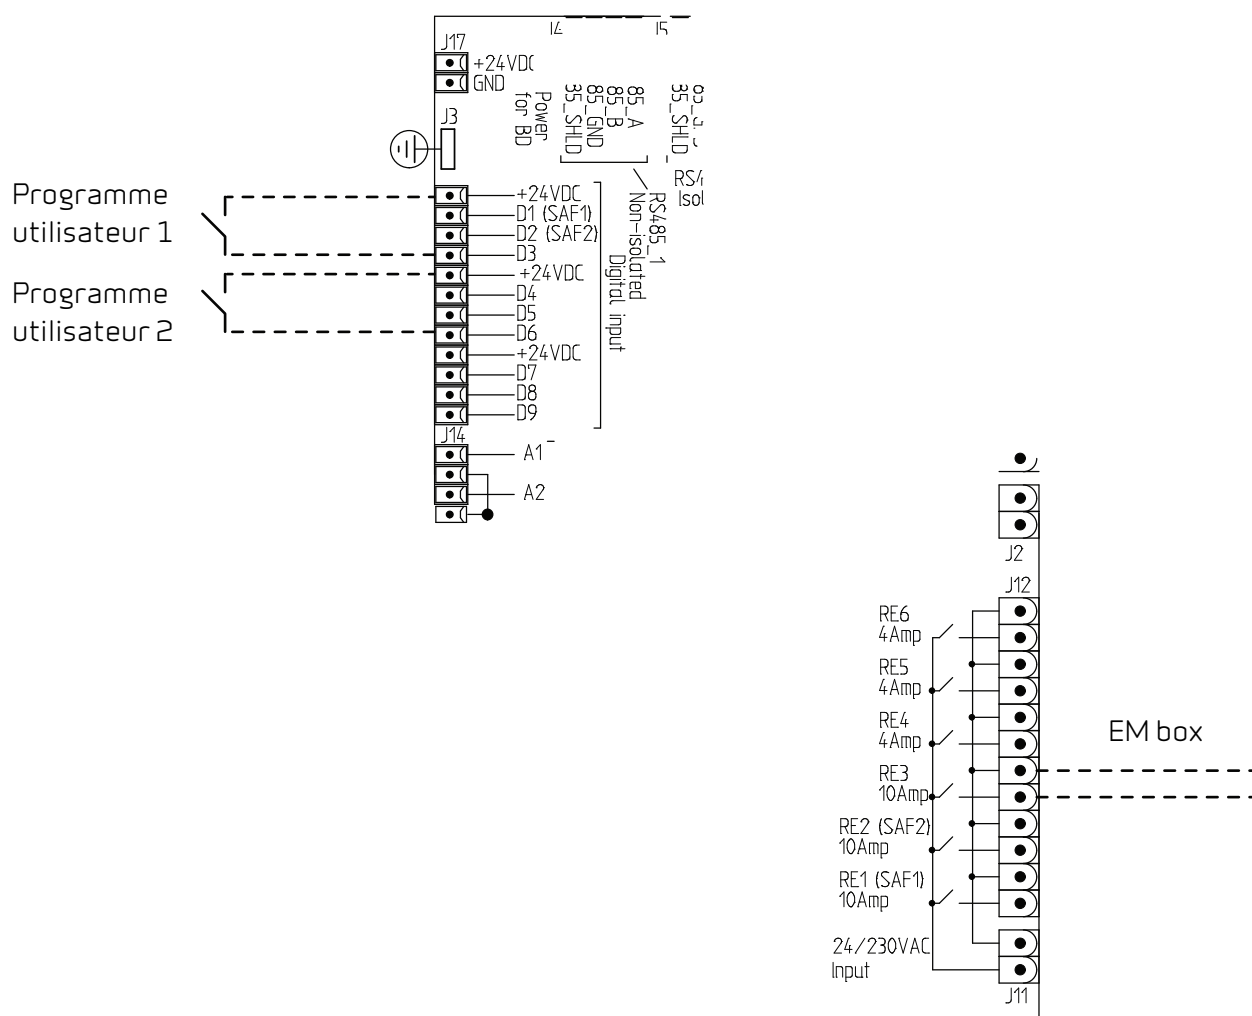 J17
+24VDC
GND
Power
for BD
85_A
85_B
85_GND
35_SHLD
35_SHLD
J3
RS4
Isol
RS485_1
Non-isolated
Digital input
Programme
utilisateur 1
Programme
utilisateur 2
+24VDC
D1 (SAF1)
D2 (SAF2)
D3
+24VDC
D4
D5
D6
+24VDC
D7
D8
D9
J14
A1
A2
J2
J12
RE6
4Amp
RE5
4Amp
RE4
4Amp
RE3
10Amp
RE2 (SAF2)
10Amp
RE1 (SAF1)
10Amp
24/230VAC
Input
J11
EM box